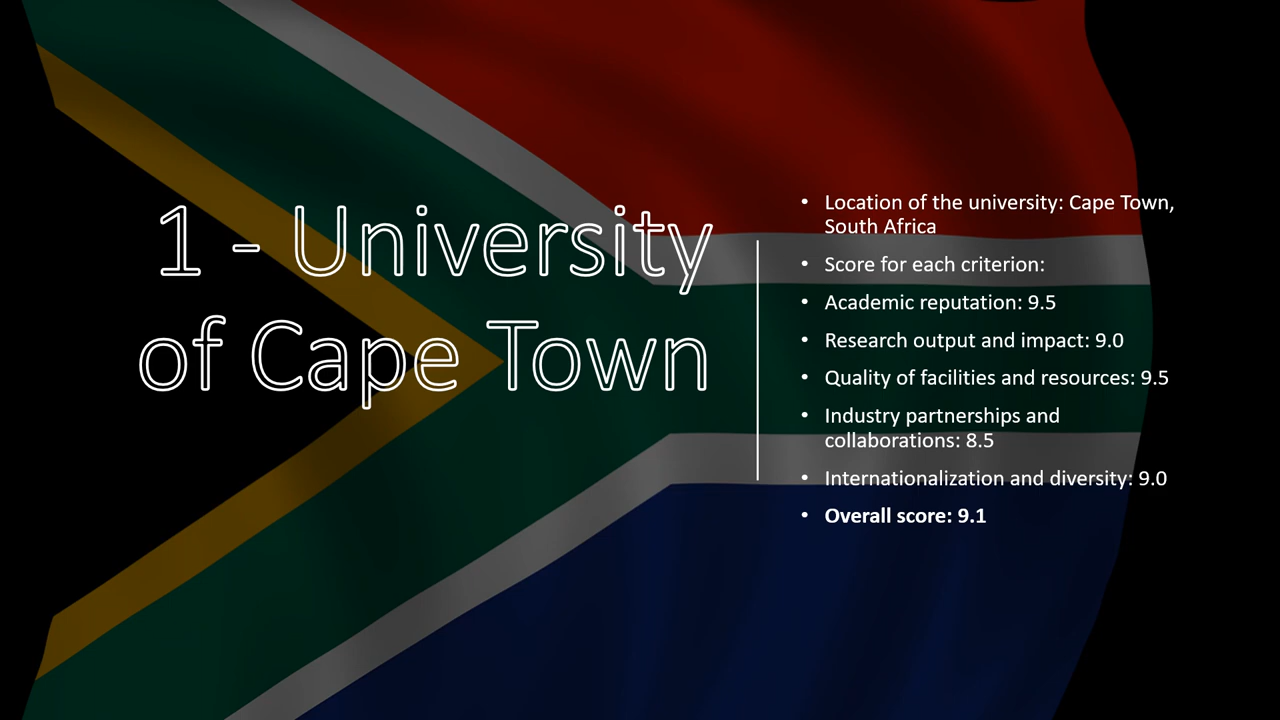 1 - University
of Cape Town
• Location of the university: Cape Town,
South Africa
• Score for each criterion:
• Academic reputation: 9.5
• Research output and impact: 9.0
• Quality of facilities and resources: 9.5
• Industry partnerships and
collaborations: 8.5
• Internationalization and diversity: 9.0
• Overall score: 9.1